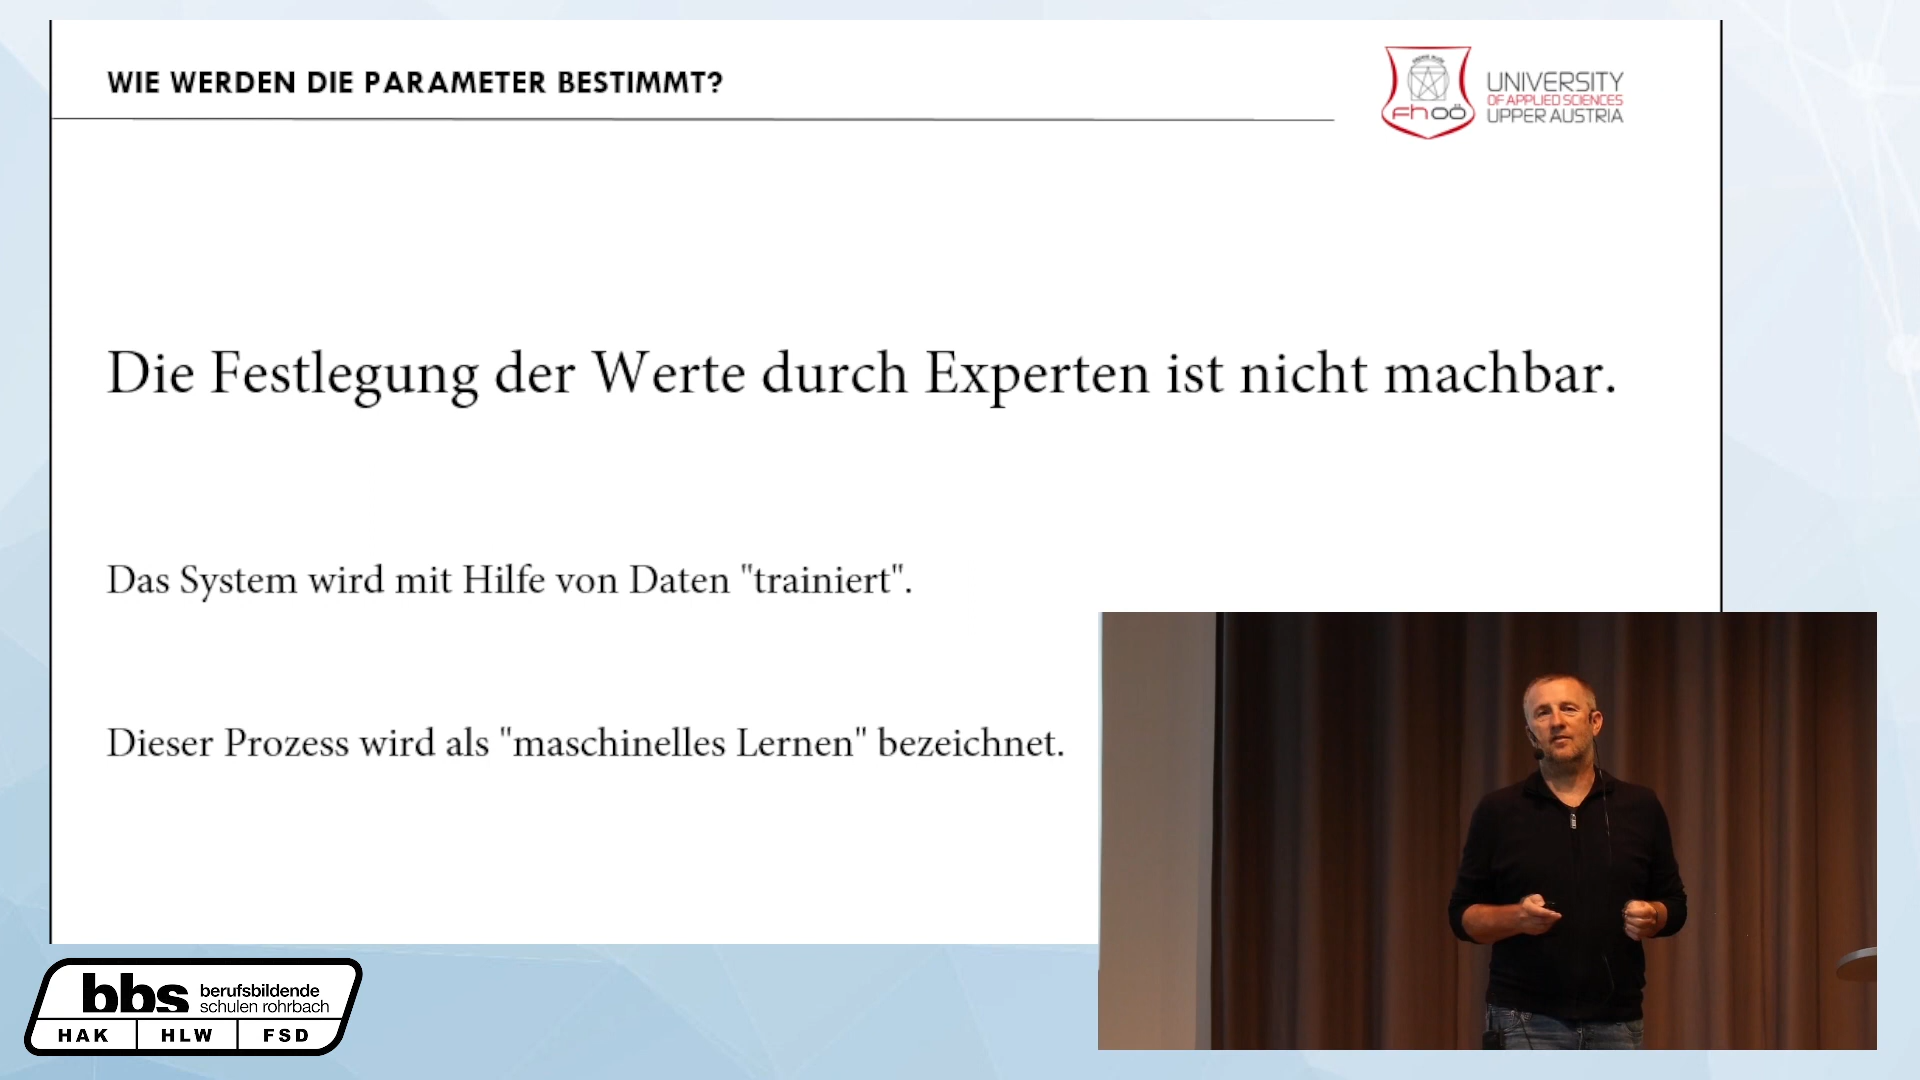 WIE WERDEN DIE PARAMETER BESTIMMT?
UNIVERSITY
OF APPLIED SCIENCES
UPPER AUSTRIA
fh oö
Die Festlegung der Werte durch Experten ist nicht machbar.
Das System wird mit Hilfe von Daten "trainiert".
Dieser Prozess wird als "maschinelles Lernen" bezeichnet.
bbs berufsbildende
schulen rohrbach
HAK HLW FSD